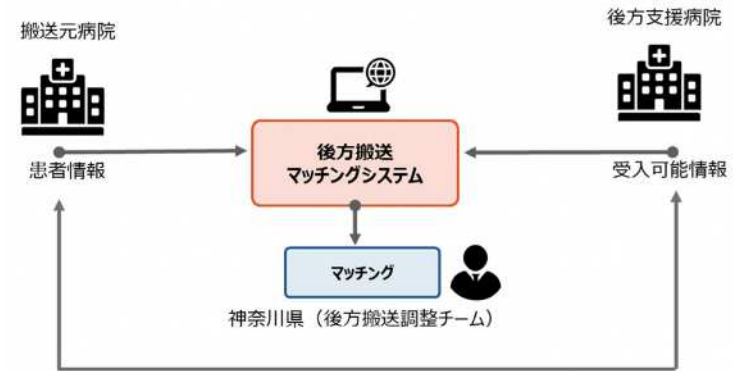 搬送元病院
後方支援病院
後方搬送
マッチングシステム
患者情報
受入可能情報
マッチング
神奈川県（後方搬送調整チーム）